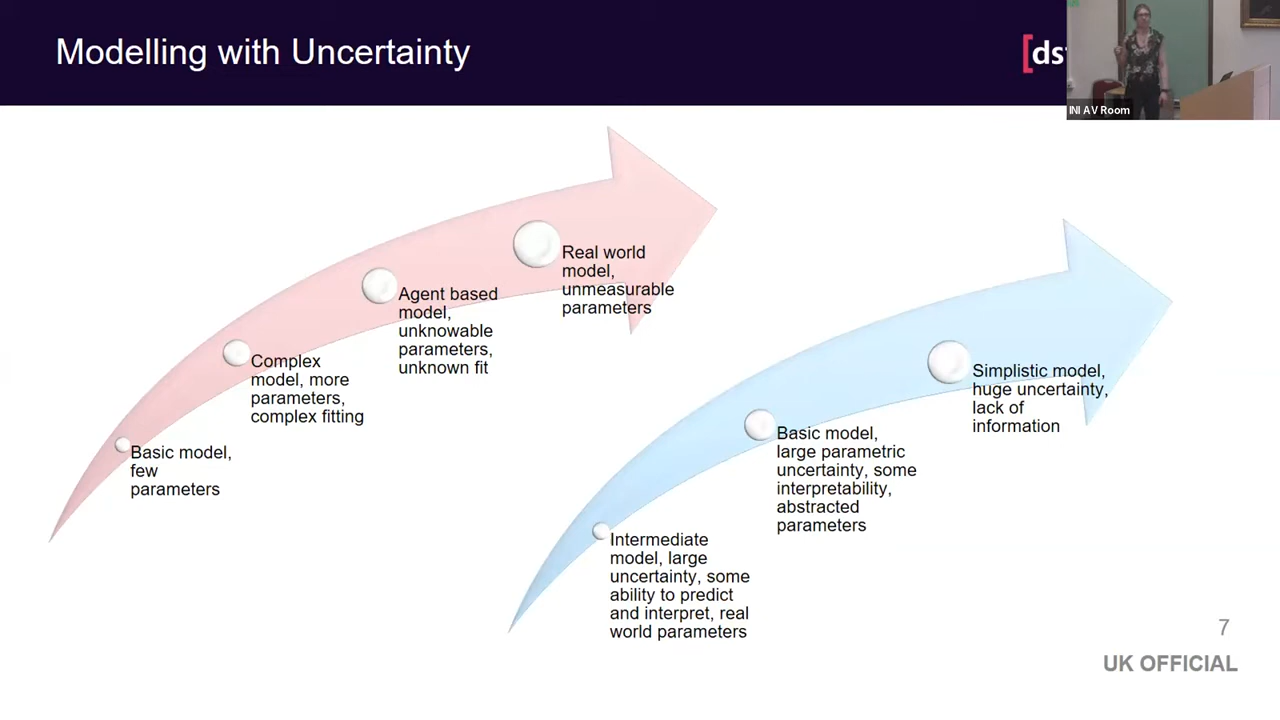 Modelling with Uncertainty
[ds
INI AV Room
Real world
model,
unmeasurable
parameters
Agent based
model,
unknowable
parameters,
unknown fit
Complex
model, more
parameters,
complex fitting
Basic model,
few
parameters
Simplistic model,
huge uncertainty,
lack of
information
Basic model,
large parametric
uncertainty, some
interpretability,
abstracted
parameters
Intermediate
model, large
uncertainty, some
ability to predict
and interpret, real
world parameters
7
UK OFFICIAL